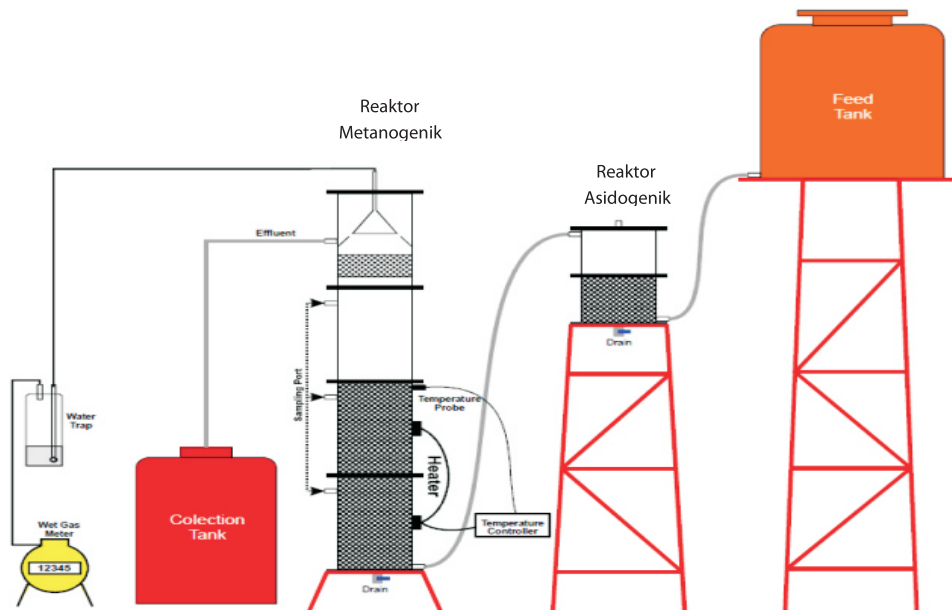 Feed
Tank
Reaktor
Metanogenik
Reaktor
Asidogenik
Effluent
Drain
Sampling Port
Temperature
Probe
Water
Trap
Heater
Colection
Tank
Temperature
Controller
Wet Gas
Meter
12345
Drain